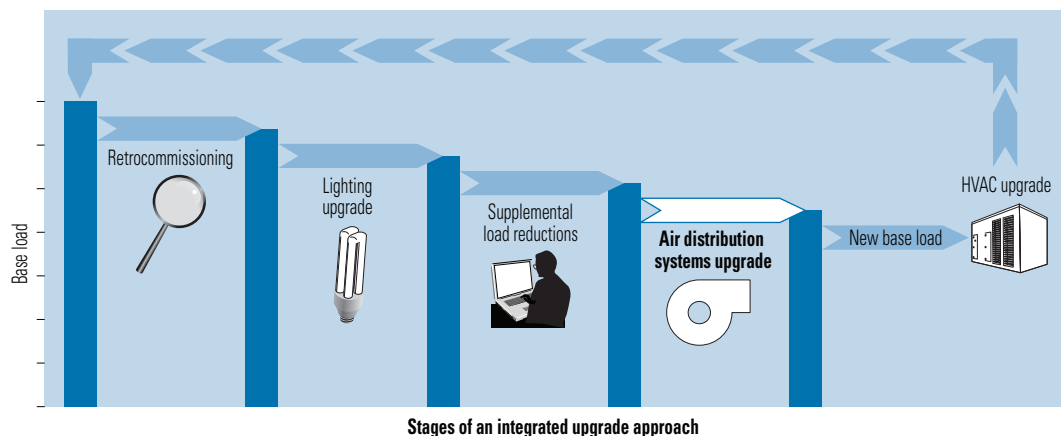 Base load
Retrocommissioning
Lighting
upgrade
Supplemental
load reductions
Air distribution
systems upgrade
New base load
HVAC upgrade
Stages of an integrated upgrade approach